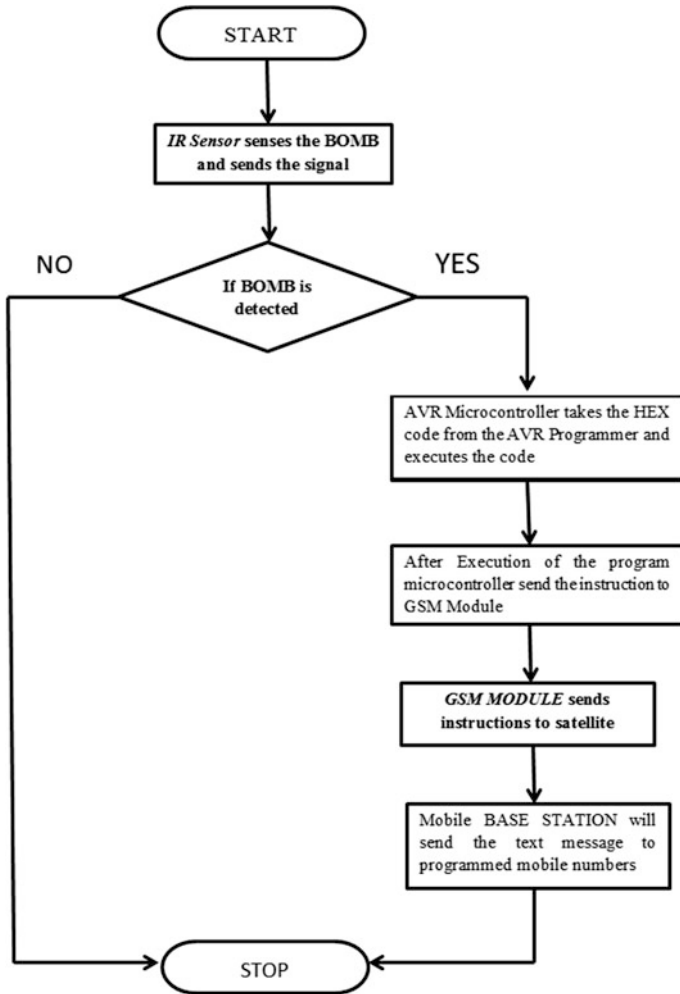 START
IR Sensor senses the BOMB
and sends the signal
NO
YES
If BOMB is
detected
AVR Microcontroller takes the HEX
code from the AVR Programmer and
executes the code
After Execution of the program
microcontroller send the instruction to
GSM Module
GSM MODULE sends
instructions to satellite
Mobile BASE STATION will
send the text message to
programmed mobile numbers
STOP